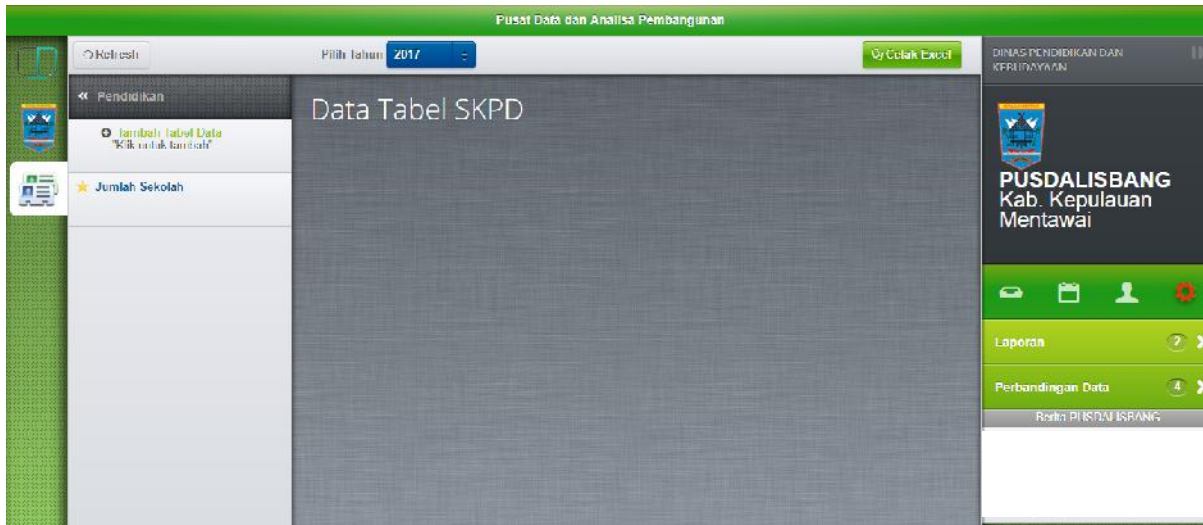 Pusat Data dan Analisa Pembangunan
Refresh
Pilih Tahun 2017
Cetak Excel
« Pendidikan
Tambah Tabel Data
"Klik untuk tambah"
Jumlah Sekolah
Data Tabel SKPD
DINAS PENDIDIKAN DAN
KEBUDAYAAN
PUSDALISBANG
Kab. Kepulauan
Mentawai
Laporan
Perbandingan Data 4
Berita PUSDALISBANG